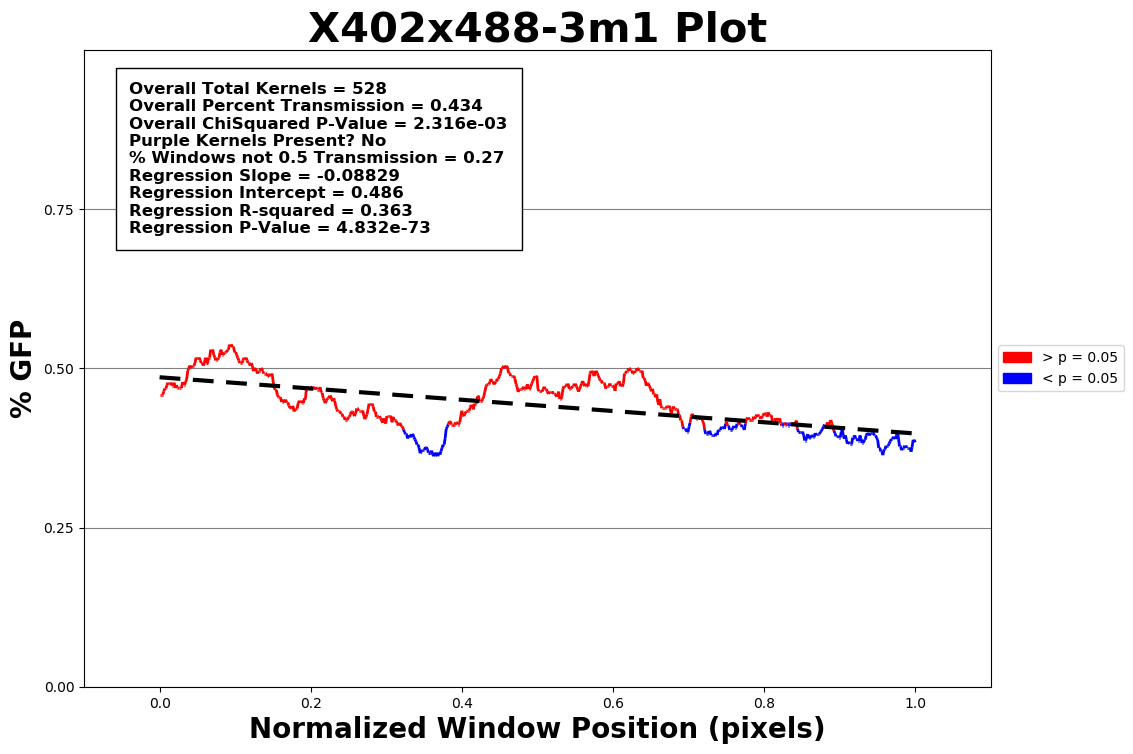 X402x488-3m1 Plot
Overall Total Kernels = 528
Overall Percent Transmission = 0.434
Overall ChiSquared P-Value = 2.316e-03
Purple Kernels Present? No
% Windows not 0.5 Transmission = 0.27
Regression Slope = -0.08829
Regression Intercept = 0.486
Regression R-squared = 0.363
Regression P-Value = 4.832e-73
% GFP
0.75
0.50
0.25
0.00
> p = 0.05
< p = 0.05
0.0 0.2 0.4 0.6 0.8 1.0
Normalized Window Position (pixels)